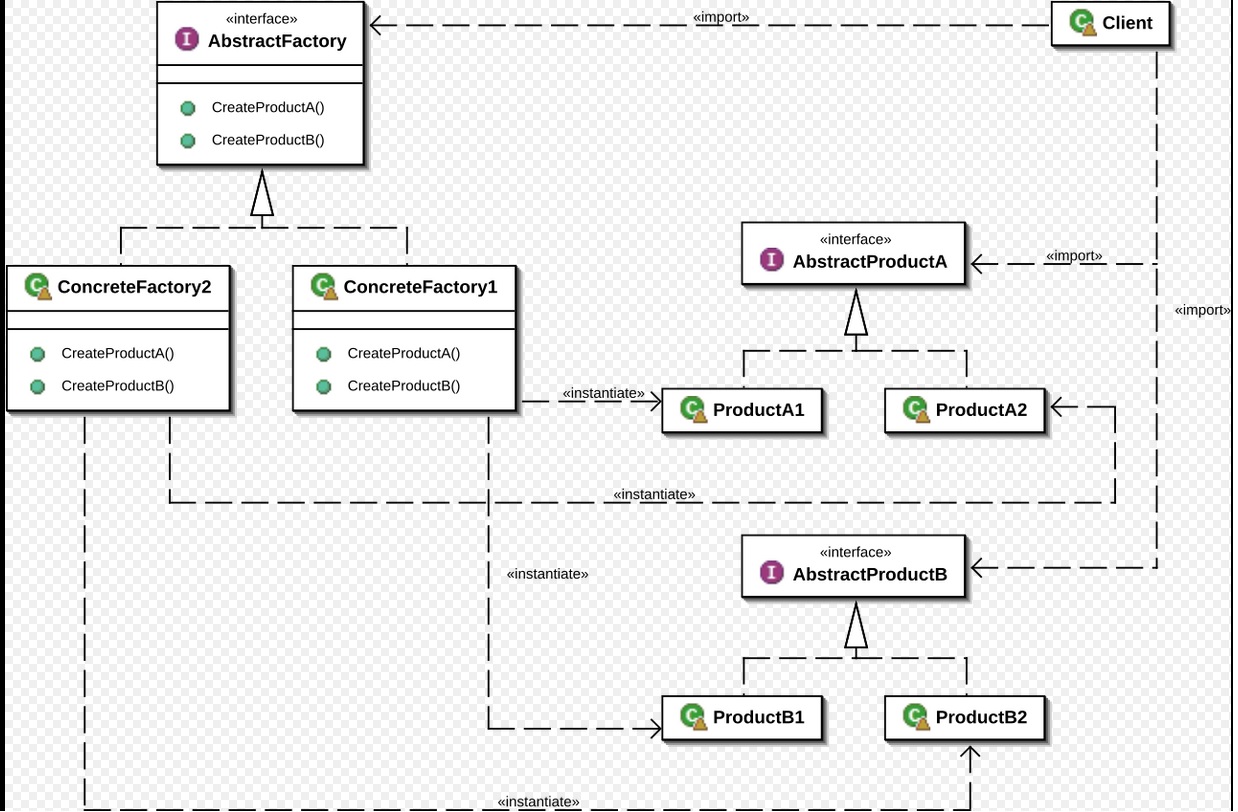 «interface»
AbstractFactory
CreateProductA()
CreateProductB()
«import»
Client
ConcreteFactory2
CreateProductA()
CreateProductB()
ConcreteFactory1
CreateProductA()
CreateProductB()
«interface»
AbstractProductA
«import»
«import»
«instantiate»
ProductA1
ProductA2
«instantiate»
«interface»
AbstractProductB
«instantiate»
ProductB1
ProductB2
«instantiate»